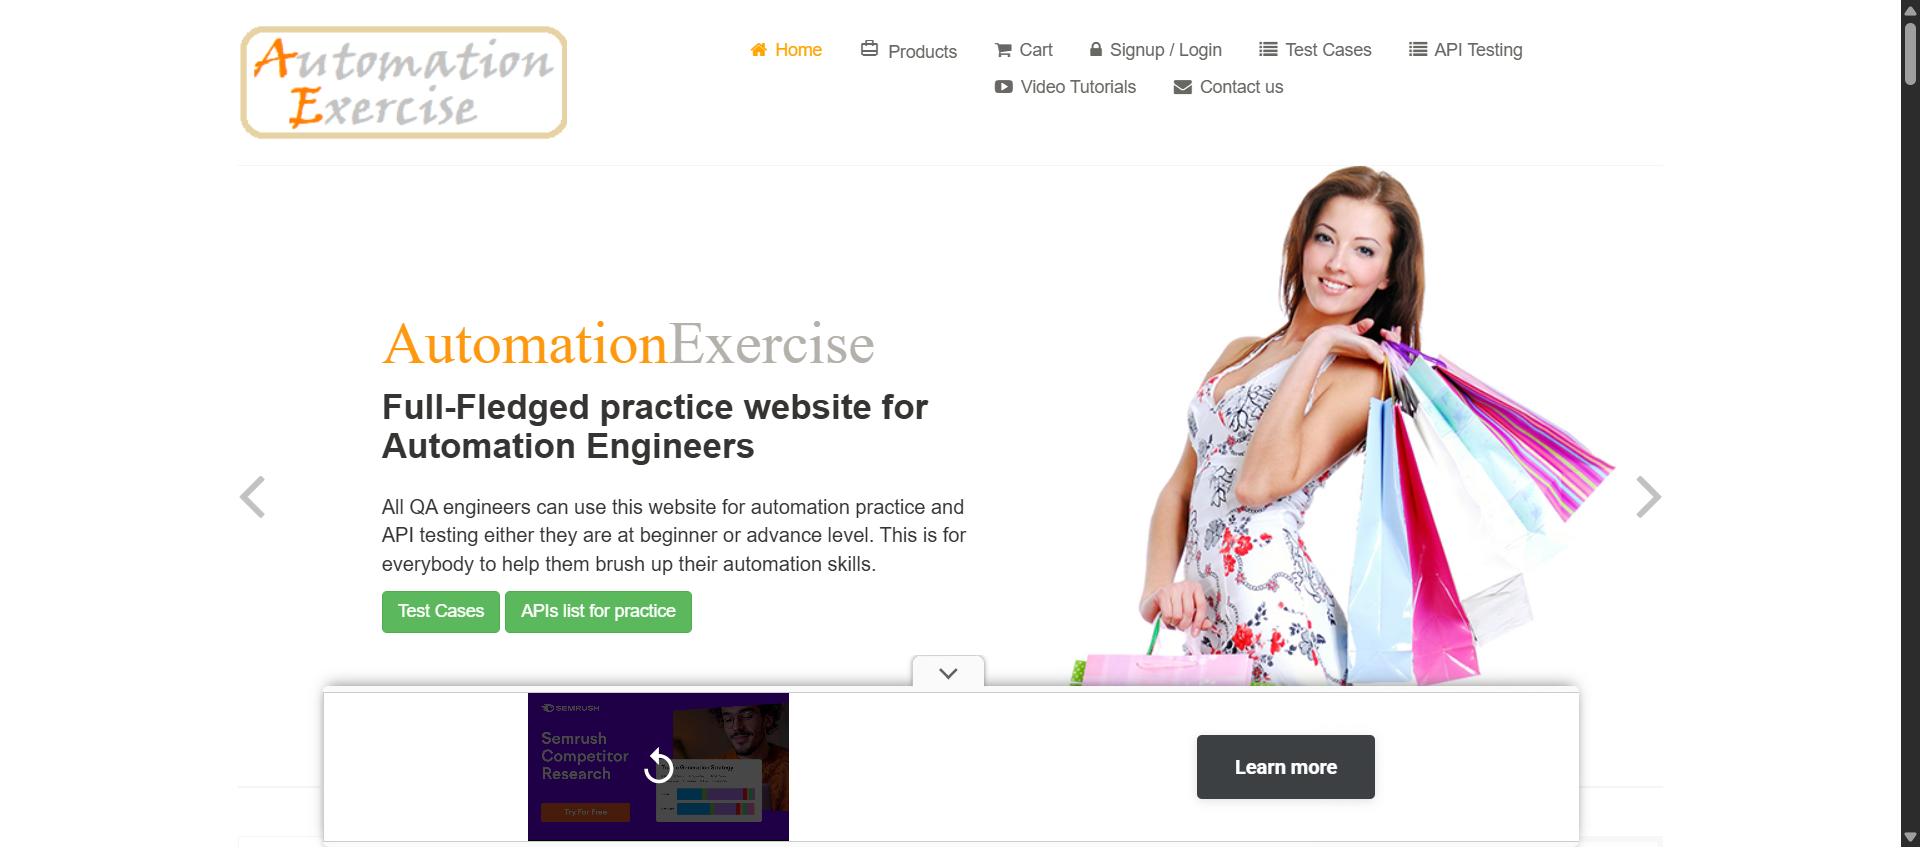 Automation
Exercise
Home
Products
Cart
Signup / Login
Test Cases
API Testing
Video Tutorials
Contact us
AutomationExercise
Full-Fledged practice website for
Automation Engineers
All QA engineers can use this website for automation practice and
API testing either they are at beginner or advance level. This is for
everybody to help them brush up their automation skills.
Test Cases
APIs list for practice
SEMRUSH
Semrush
Competitor
Research
Try For Free
Learn more